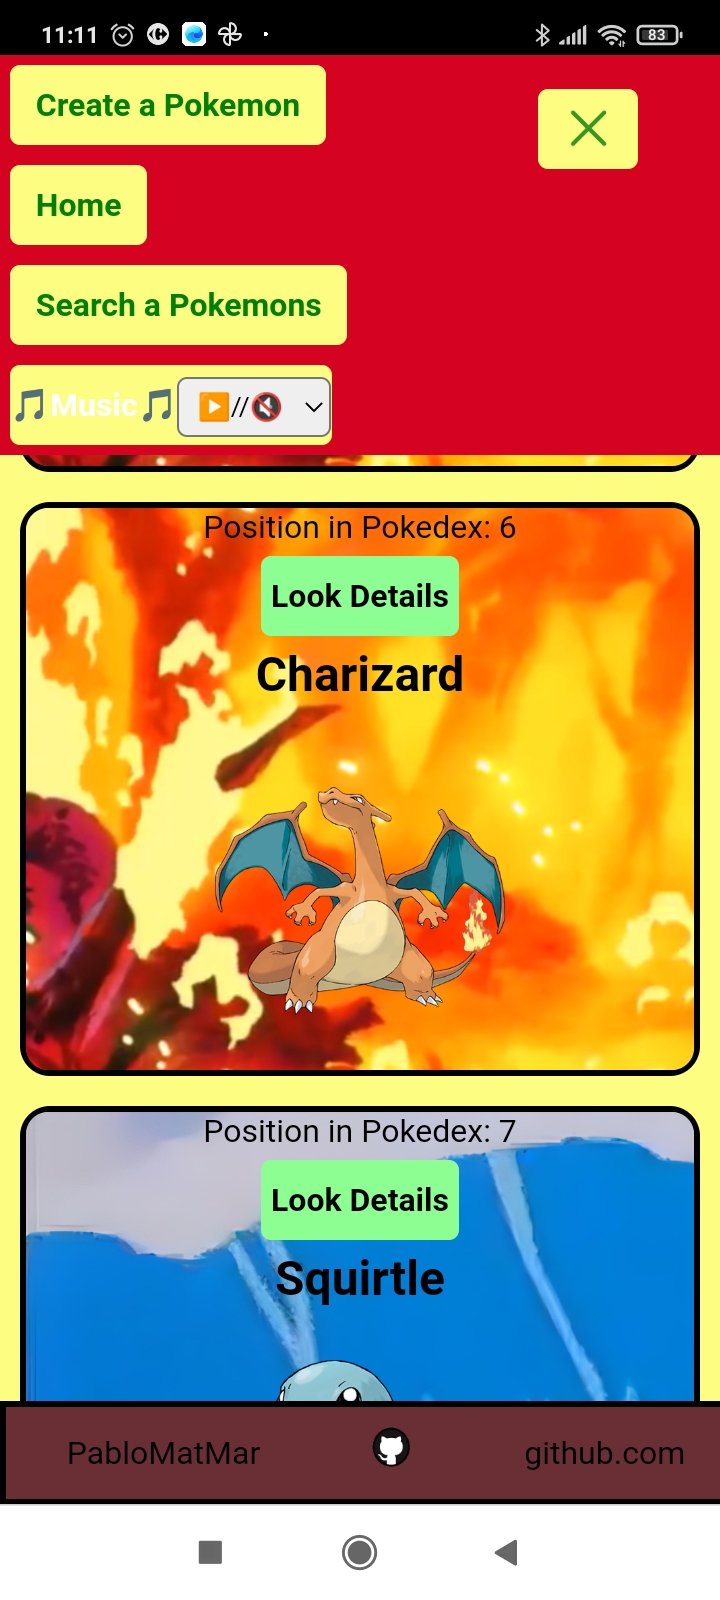 11:11
83
Create a Pokemon
Home
Search a Pokemons
🎵Music🎵 ▶️//🔇
Position in Pokedex: 6
Look Details
Charizard
Position in Pokedex: 7
Look Details
Squirtle
PabloMatMar github.com